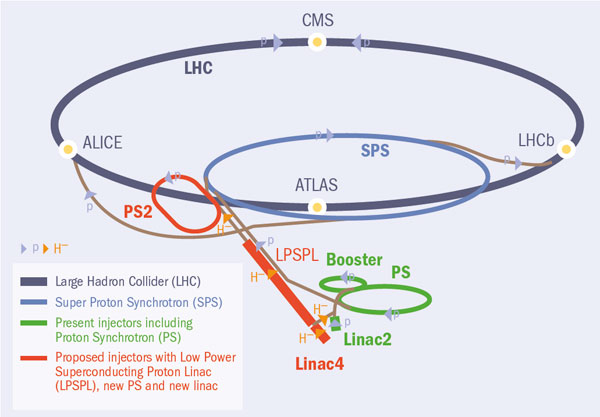 CMS
p
p
LHC
ALICE
p
SPS
p
LHCb
p
ATLAS
PS2
p
H–
p
LPSPL
p H–
H–
Booster
p
PS
p
p
H–
Linac2
Linac4
Large Hadron Collider (LHC)
Super Proton Synchrotron (SPS)
Present injectors including
Proton Synchrotron (PS)
Proposed injectors with Low Power
Superconducting Proton Linac
(LPSPL), new PS and new linac